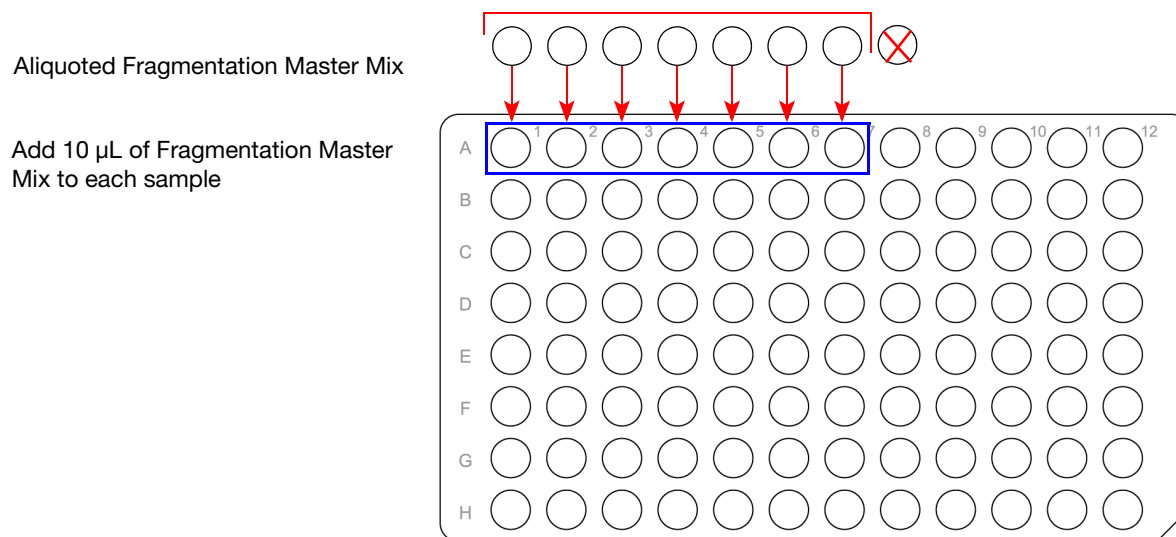 Aliquoted Fragmentation Master Mix
Add 10 µL of Fragmentation Master
Mix to each sample
1 2 3 4 5 6 7 8 9 10 11 12
A
B
C
D
E
F
G
H